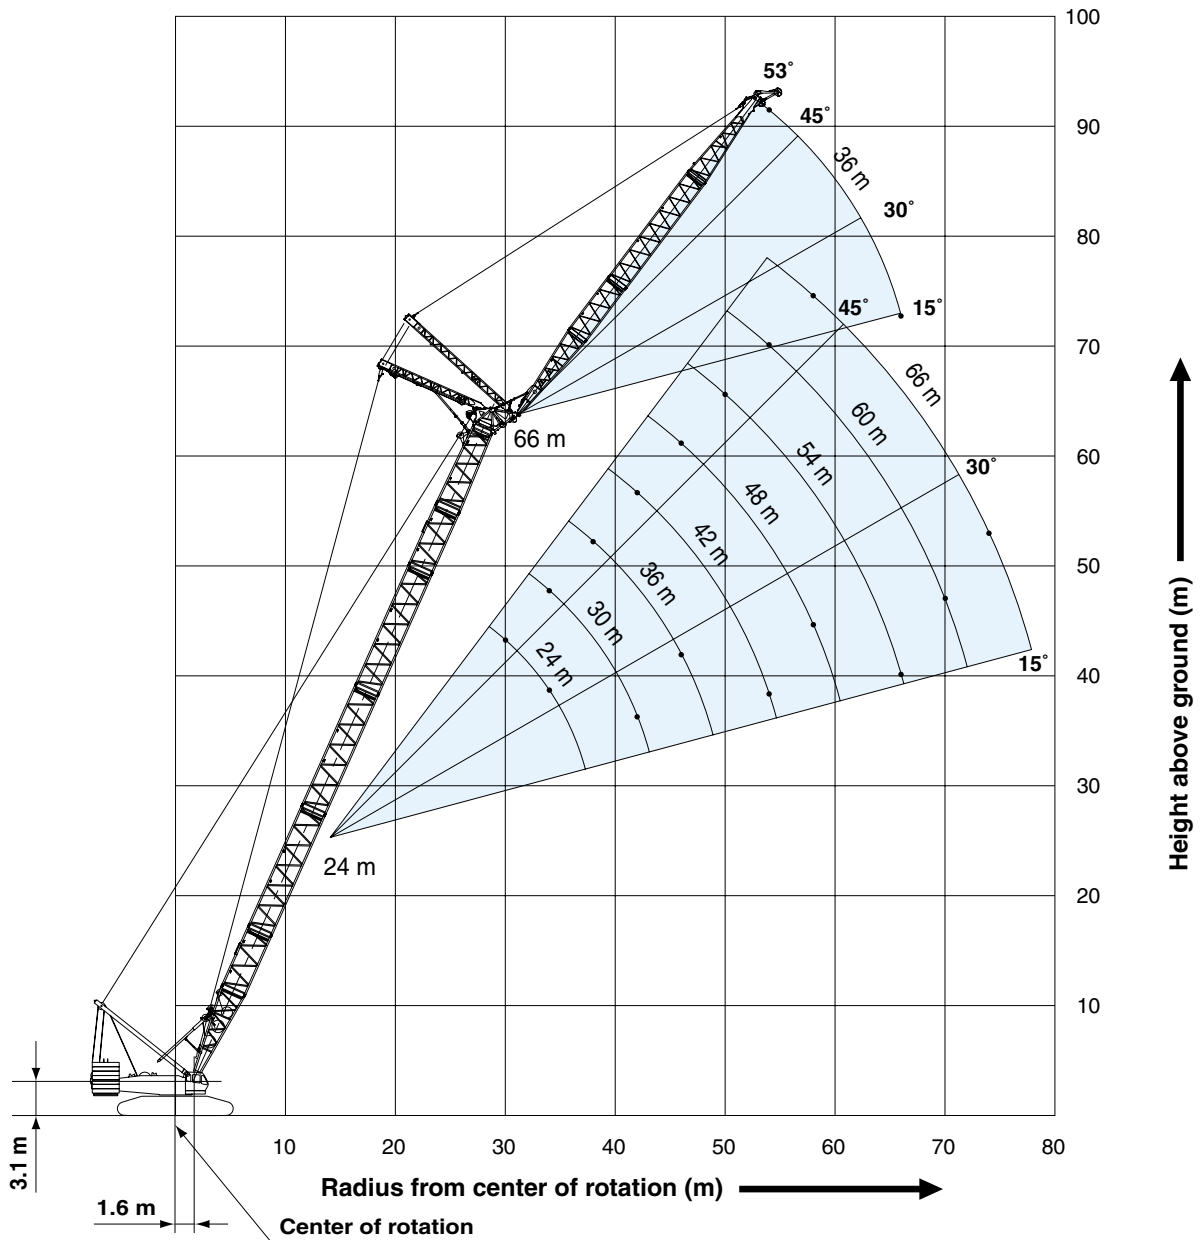 100
53°
45°
90
36 m
30°
80
45°
15°
70
66 m
60 m
66 m
54 m
60
30°
48 m
42 m
50
36 m
30 m
24 m
15°
40
30
24 m
20
10
Height above ground (m)
3.1 m
10 20 30 40 50 60 70 80
Radius from center of rotation (m)
1.6 m
Center of rotation